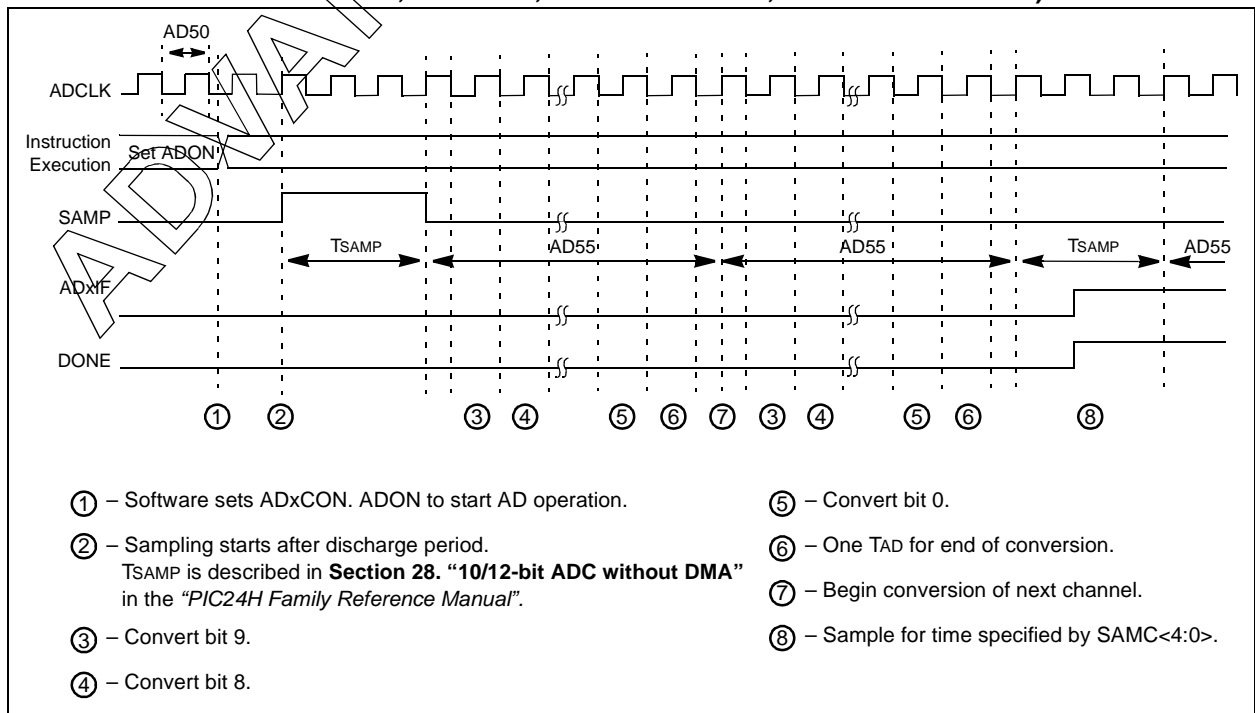 AD50
ADCLK
Instruction
Execution
Set ADON
SAMP
TSAMP AD55 AD55 TSAMP AD55
ADxIF
DONE
1 2 3 4 5 6 7 3 4 5 6 8
1 – Software sets ADxCON. ADON to start AD operation.
2 – Sampling starts after discharge period.
TSAMP is described in Section 28. “10/12-bit ADC without DMA”
in the “PIC24H Family Reference Manual”.
3 – Convert bit 9.
4 – Convert bit 8.
5 – Convert bit 0.
6 – One TAD for end of conversion.
7 – Begin conversion of next channel.
8 – Sample for time specified by SAMC<4:0>.